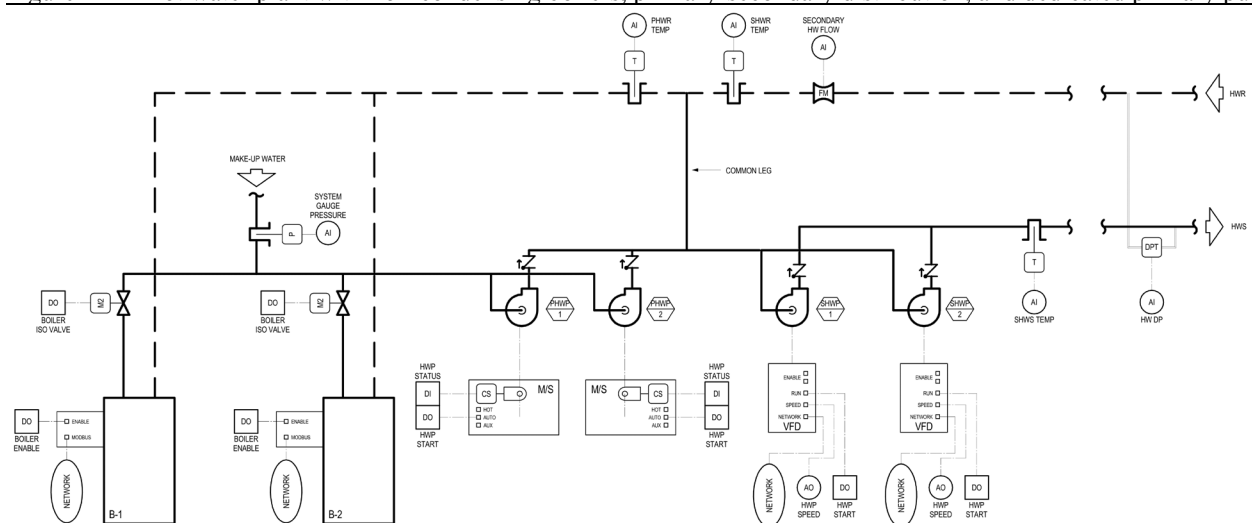 PHWR
TEMP
AI
T
SHWR
TEMP
AI
T
SECONDARY
HW FLOW
AI
FM
HWR
MAKE-UP WATER
COMMON LEG
SYSTEM
GAUGE
PRESSURE
P
AI
HWS
DPT
T
AI
SHWS TEMP
AI
HW DP
DO
M2
BOILER
ISO VALVE
DO
M2
BOILER
ISO VALVE
PHWP
1
PHWP
2
SHWP
1
SHWP
2
HWP
STATUS
DI
DO
HWP
START
CS
M/S
HOT
AUTO
AUX
M/S
CS
HOT
AUTO
AUX
HWP
STATUS
DI
DO
HWP
START
ENABLE
RUN
SPEED
NETWORK
VFD
ENABLE
RUN
SPEED
NETWORK
VFD
DO
BOILER
ENABLE
ENABLE
MODBUS
NETWORK
B-1
DO
BOILER
ENABLE
ENABLE
MODBUS
NETWORK
B-2
NETWORK
AO
HWP
SPEED
DO
HWP
START
NETWORK
AO
HWP
SPEED
DO
HWP
START